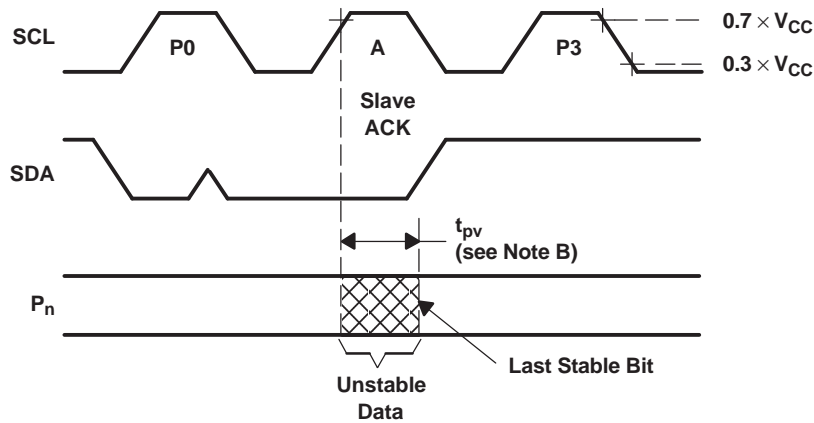 SCL
P0
A
P3
0.7 × VCC
0.3 × VCC
Slave
ACK
SDA
tpv
(see Note B)
Pn
Last Stable Bit
Unstable
Data